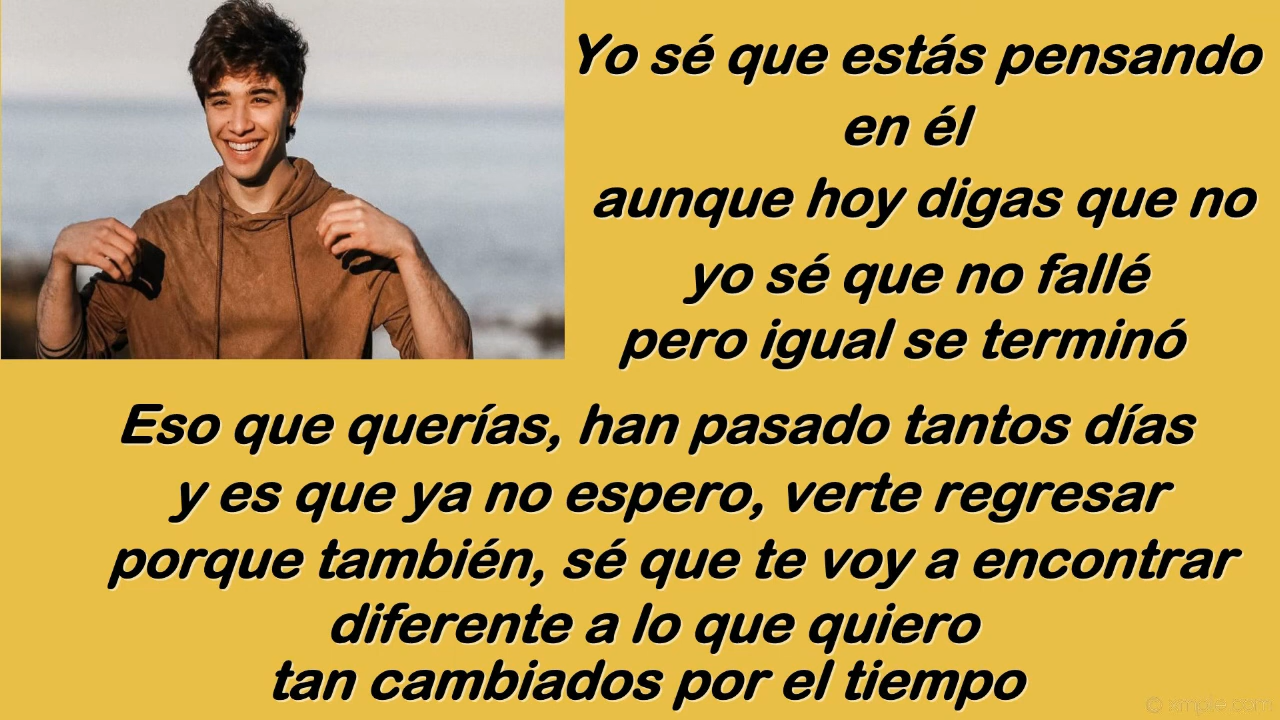 Yo sé que estás pensando
en él
aunque hoy digas que no
yo sé que no fallé
pero igual se terminó
Eso que querías, han pasado tantos días
y es que ya no espero, verte regresar
porque también, sé que te voy a encontrar
diferente a lo que quiero
tan cambiados por el tiempo